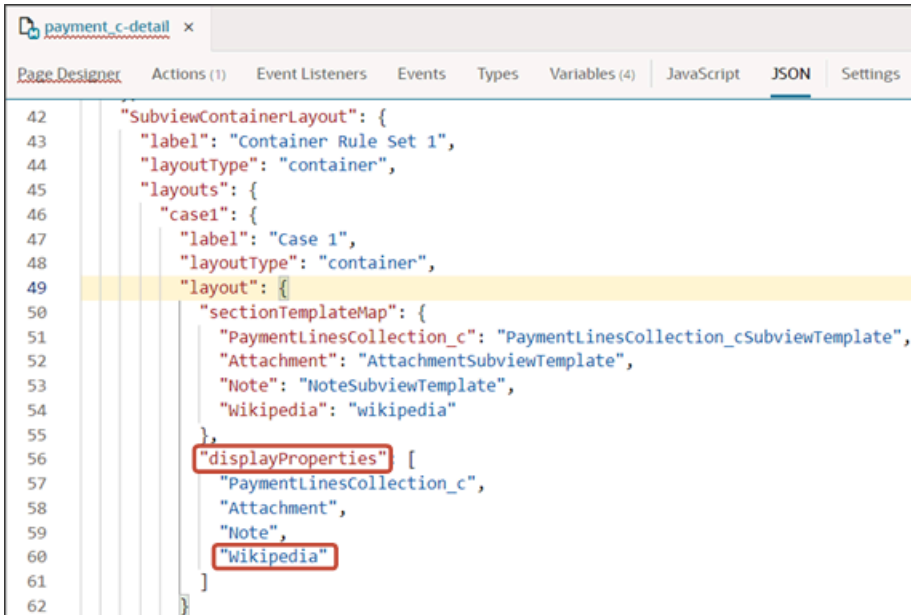 payment_c-detail ×
Page Designer Actions (1) Event Listeners Events Types Variables (4) JavaScript JSON Settings
42 "SubviewContainerLayout": {
43 "label": "Container Rule Set 1",
44 "layoutType": "container",
45 "layouts": {
46 "case1": {
47 "label": "Case 1",
48 "layoutType": "container",
49 "layout": {
50 "sectionTemplateMap": {
51 "PaymentLinesCollection_c": "PaymentLinesCollection_cSubviewTemplate",
52 "Attachment": "AttachmentSubviewTemplate",
53 "Note": "NoteSubviewTemplate",
54 "Wikipedia": "wikipedia"
55 },
56 "displayProperties": [
57 "PaymentLinesCollection_c",
58 "Attachment",
59 "Note",
60 "Wikipedia"
61 ]
62 }